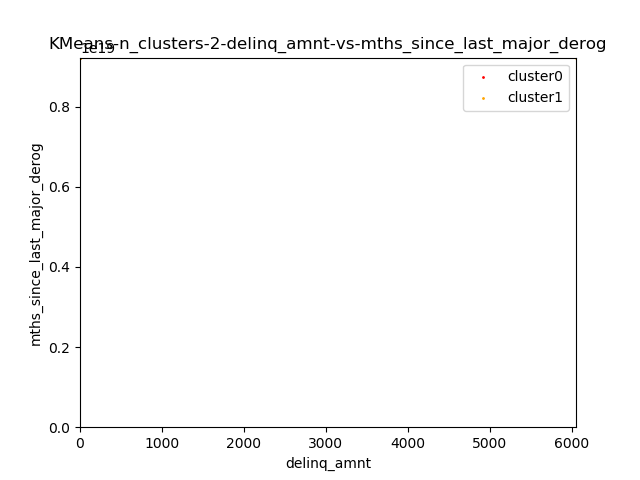 KMeans-n_clusters-2-delinq_amnt-vs-mths_since_last_major_derog
1e19
cluster0
cluster1
0.8
0.6
0.4
0.2
0.0
mths_since_last_major_derog
0 1000 2000 3000 4000 5000 6000
delinq_amnt